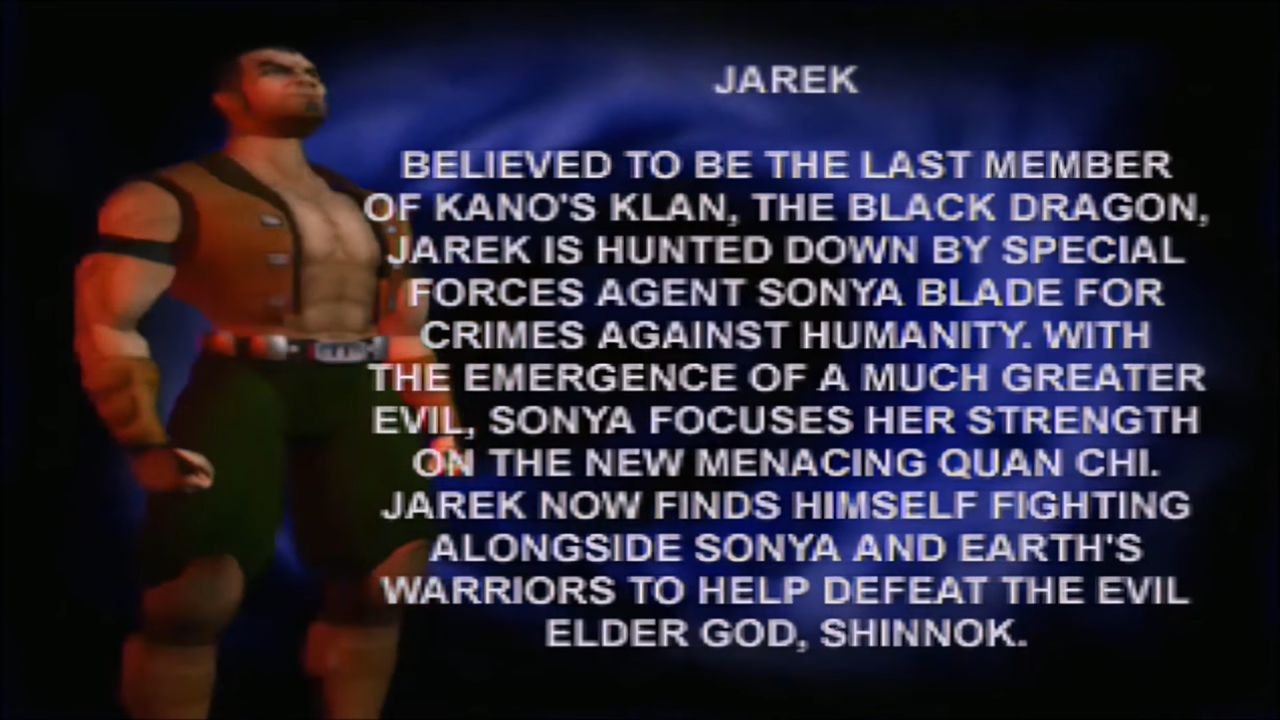 JAREK
BELIEVED TO BE THE LAST MEMBER
OF KANO'S KLAN, THE BLACK DRAGON,
JAREK IS HUNTED DOWN BY SPECIAL
FORCES AGENT SONYA BLADE FOR
CRIMES AGAINST HUMANITY. WITH
THE EMERGENCE OF A MUCH GREATER
EVIL, SONYA FOCUSES HER STRENGTH
ON THE NEW MENACING QUAN CHI.
JAREK NOW FINDS HIMSELF FIGHTING
ALONGSIDE SONYA AND EARTH'S
WARRIORS TO HELP DEFEAT THE EVIL
ELDER GOD, SHINNOK.